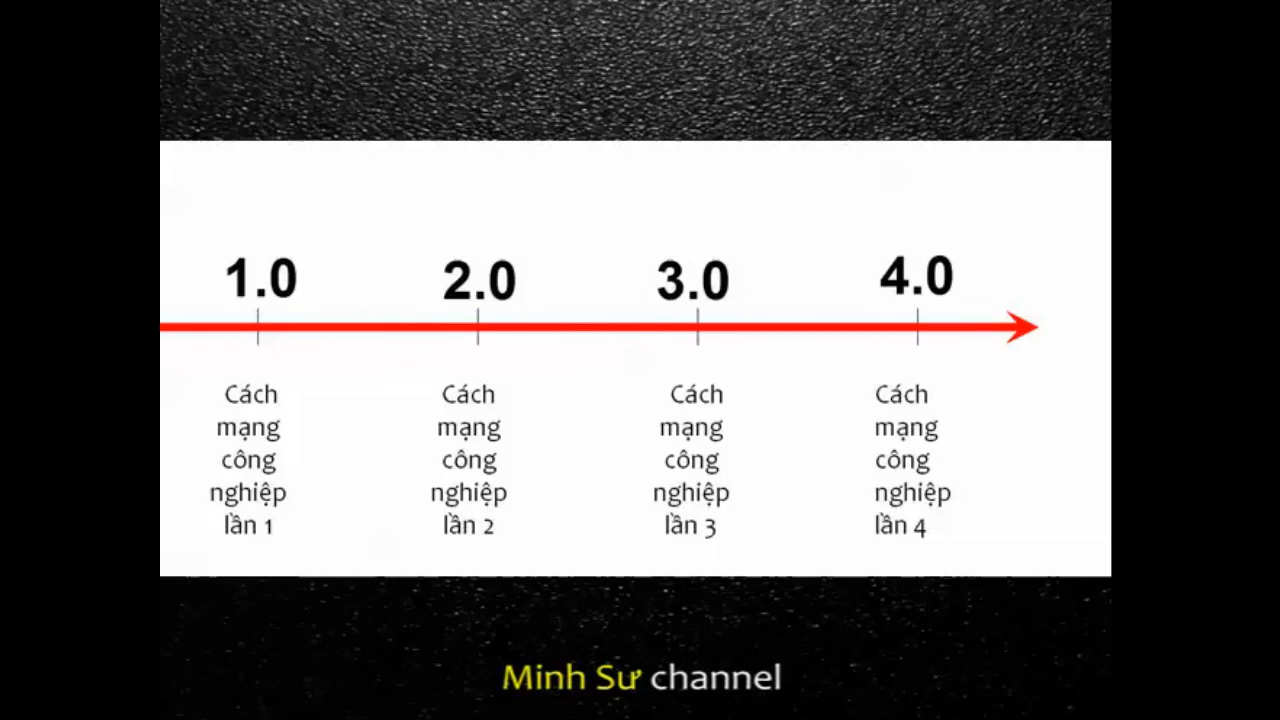 1.0
2.0
3.0
4.0
Cách
mạng
công
nghiệp
lần 1
Cách
mạng
công
nghiệp
lần 2
Cách
mạng
công
nghiệp
lần 3
Cách
mạng
công
nghiệp
lần 4
Minh Sư channel